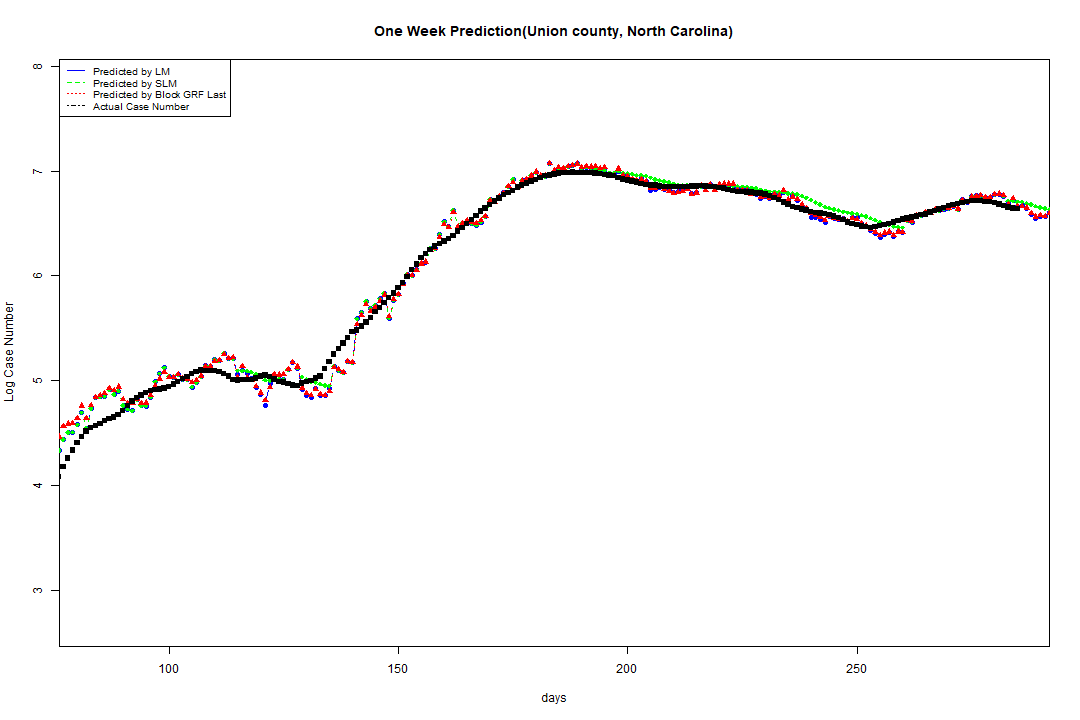 One Week Prediction(Union county, North Carolina)
Predicted by LM
Predicted by SLM
Predicted by Block GRF Last
Actual Case Number
8
7
6
5
4
3
Log Case Number
100 150 200 250
days